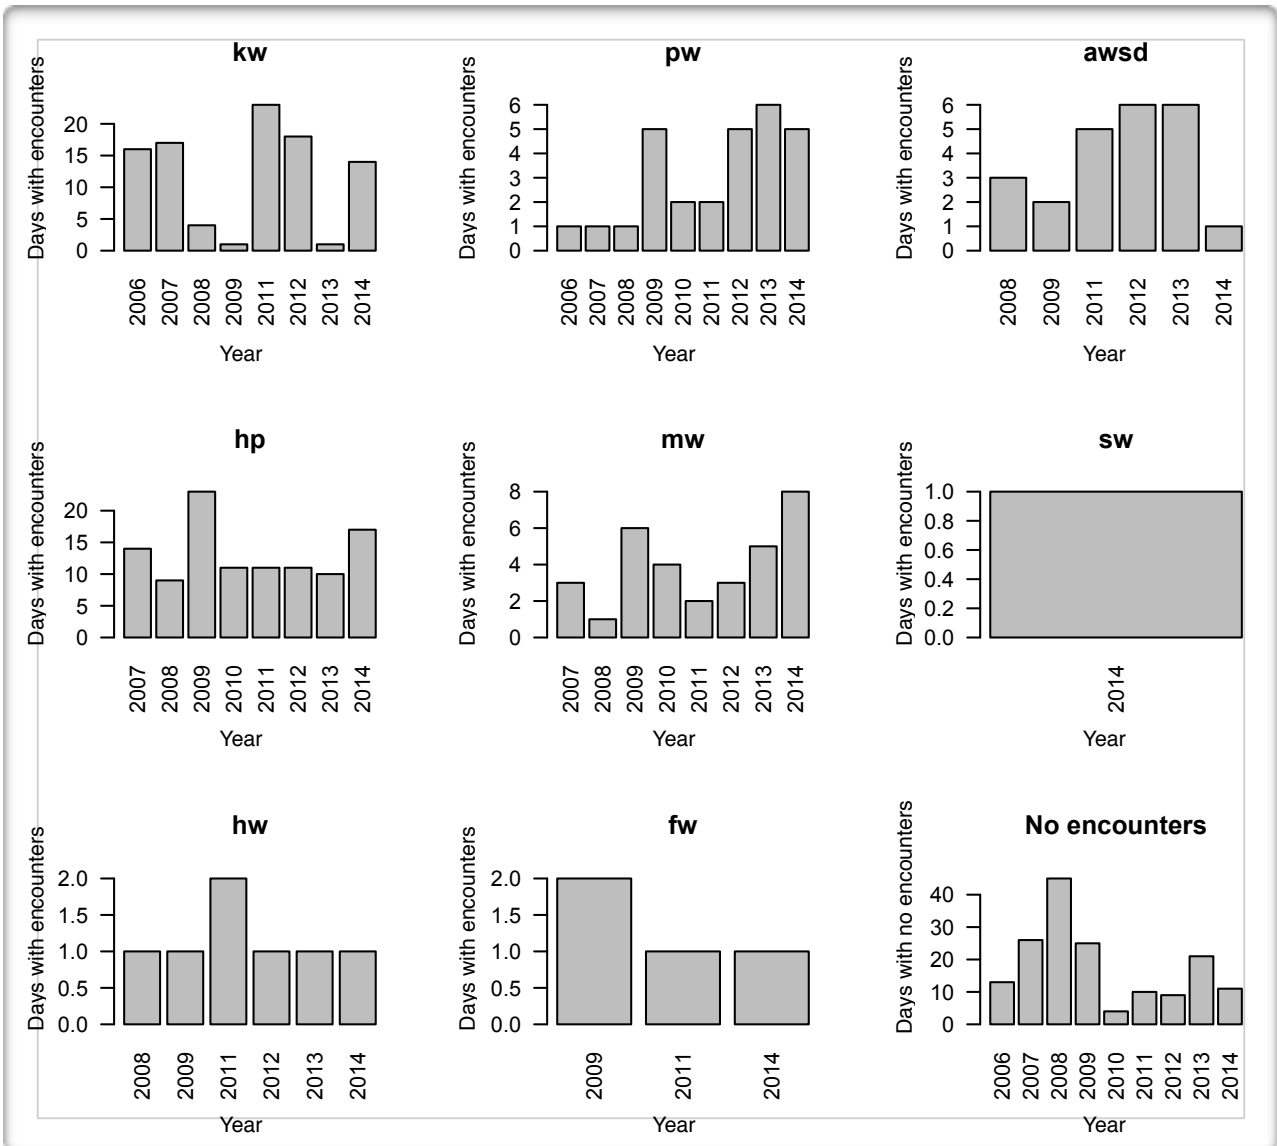 kw
Days with encounters
20
15
10
5
0
2006 2007 2008 2009 2011 2012 2013 2014
Year
pw
Days with encounters
6
5
4
3
2
1
0
2006 2007 2008 2009 2010 2011 2012 2013 2014
Year
awsd
Days with encounters
6
5
4
3
2
1
0
2008 2009 2011 2012 2013 2014
Year
hp
Days with encounters
20
15
10
5
0
2007 2008 2009 2010 2011 2012 2013 2014
Year
mw
Days with encounters
8
6
4
2
0
2007 2008 2009 2010 2011 2012 2013 2014
Year
sw
Days with encounters
1.0
0.8
0.6
0.4
0.2
0.0
2014
Year
hw
Days with encounters
2.0
1.5
1.0
0.5
0.0
2008 2009 2011 2012 2013 2014
Year
fw
Days with encounters
2.0
1.5
1.0
0.5
0.0
2009 2011 2014
Year
No encounters
Days with no encounters
40
30
20
10
0
2006 2007 2008 2009 2010 2011 2012 2013 2014
Year